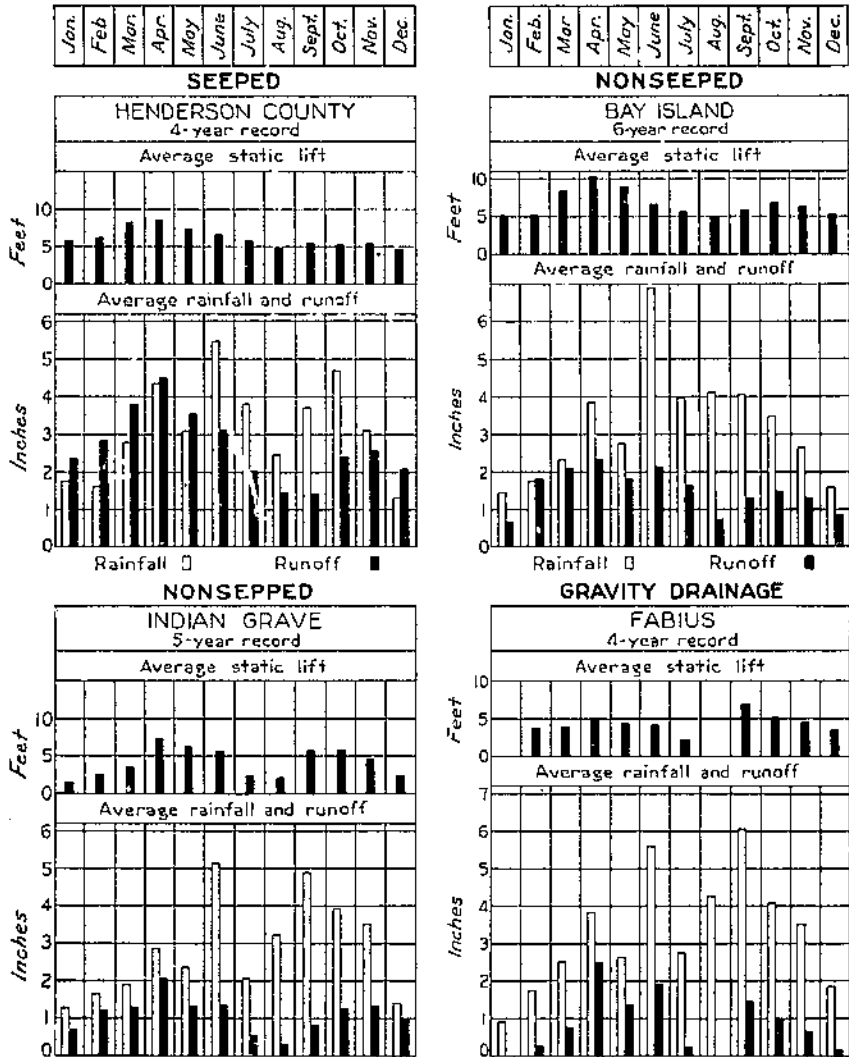 Jan. Feb Mar. Apr. May June July Aug. Sept. Oct. Nov. Dec.
SEEPED
HENDERSON COUNTY
4-year record
Average static lift
10
5
0
Feet
Average rainfall and runoff
6
5
4
3
2
1
0
Inches
Rainfall Runoff
Jan. Feb. Mar Apr. May June July Aug Sept. Oct. Nov. Dec.
NONSEEPED
BAY ISLAND
6-year record
Average static lift
10
5
0
Feet
Average rainfall and runoff
6
5
4
3
2
1
0
Inches
Rainfall Runoff
NONSEPPED
INDIAN GRAVE
5-year record
Average static lift
10
5
0
Feet
Average rainfall and runoff
6
5
4
3
2
1
0
Inches
GRAVITY DRAINAGE
FABIUS
4-year record
Average static lift
10
5
0
Feet
Average rainfall and runoff
7
6
5
4
3
2
1
0
Inches